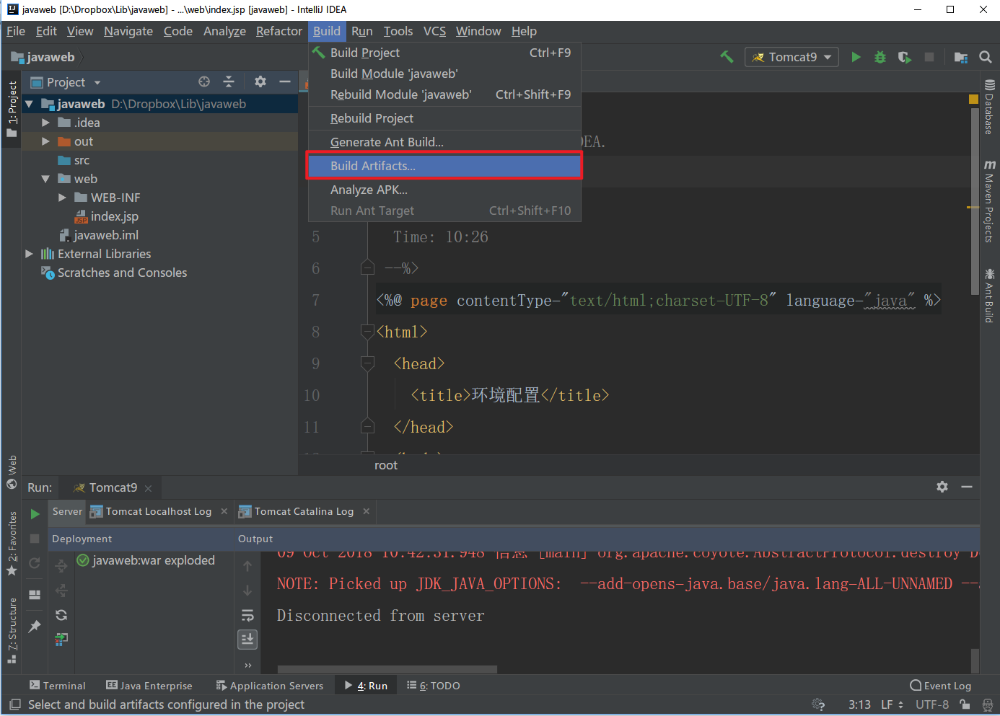 javaweb [D:\Dropbox\Lib\javaweb] - ...\web\index.jsp [javaweb] - IntelliJ IDEA
File Edit View Navigate Code Analyze Refactor Build Run Tools VCS Window Help
javaweb
Tomcat9
Build Project Ctrl+F9
Build Module 'javaweb'
Rebuild Module 'javaweb' Ctrl+Shift+F9
Rebuild Project
Generate Ant Build...
Build Artifacts...
Analyze APK...
Run Ant Target Ctrl+Shift+F10
1: Project
Project
javaweb D:\Dropbox\Lib\javaweb
.idea
out
src
web
WEB-INF
index.jsp
javaweb.iml
External Libraries
Scratches and Consoles
DEA.
5 Time: 10:26
6 --%>
7 <%@ page contentType="text/html;charset=UTF-8" language="java" %>
8 <html>
9 <head>
10 <title>环境配置</title>
11 </head>
root
Database
Maven Projects
Ant Build
Web
2: Favorites
Z: Structure
Run: Tomcat9
Server Tomcat Localhost Log Tomcat Catalina Log
Deployment Output
javaweb:war exploded
09 Oct 2018 10:42:31.948 信息 [main] org.apache.coyote.AbstractProtocol.destroy
NOTE: Picked up JDK_JAVA_OPTIONS: --add-opens=java.base/java.lang=ALL-UNNAMED --
Disconnected from server
Terminal Java Enterprise Application Servers 4: Run 6: TODO Event Log
Select and build artifacts configured in the project 3:13 LF UTF-8